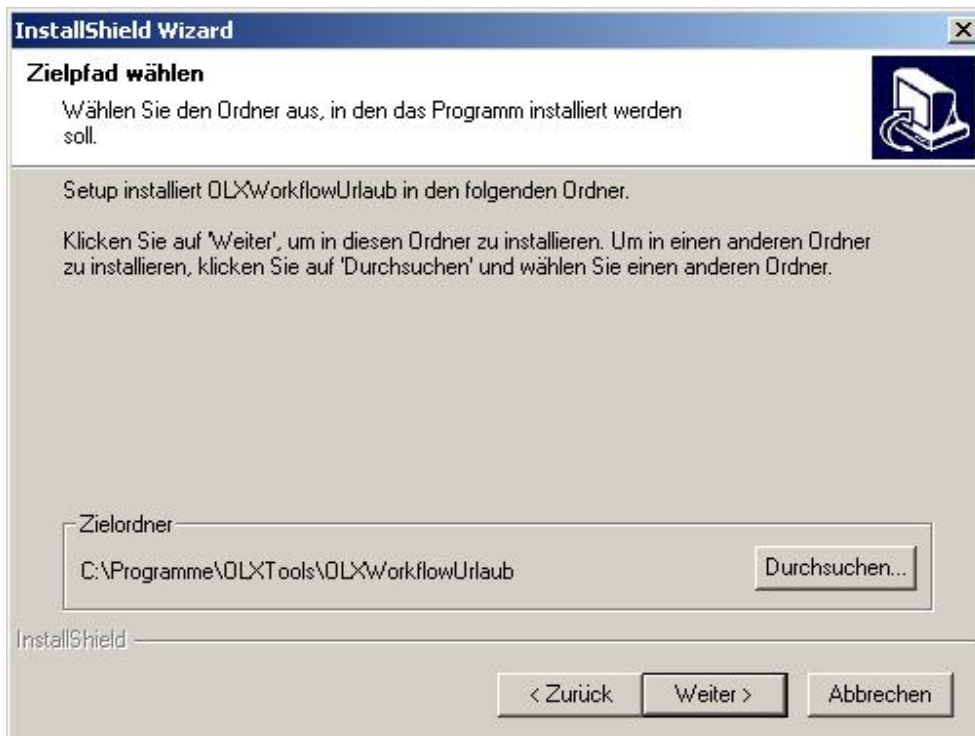 InstallShield Wizard
Zielpfad wählen
Wählen Sie den Ordner aus, in den das Programm installiert werden
soll.
Setup installiert OLXWorkflowUrlaub in den folgenden Ordner.
Klicken Sie auf 'Weiter', um in diesen Ordner zu installieren. Um in einen anderen Ordner
zu installieren, klicken Sie auf 'Durchsuchen' und wählen Sie einen anderen Ordner.
Zielordner
C:\Programme\OLXTools\OLXWorkflowUrlaub
Durchsuchen...
InstallShield
< Zurück
Weiter >
Abbrechen